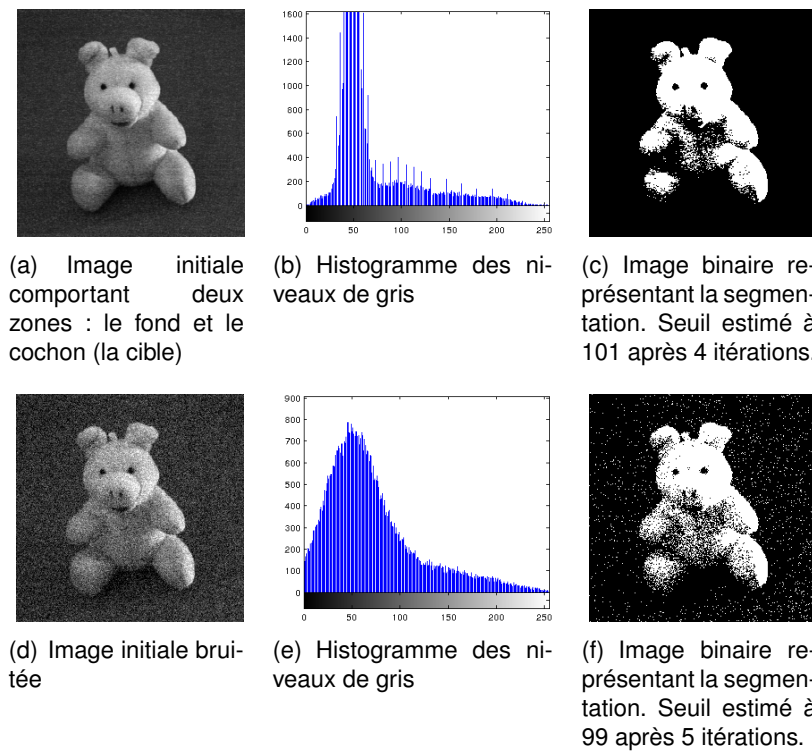 1600
1400
1200
1000
800
600
400
200
0
0 50 100 150 200 250
(a) Image initiale
comportant deux
zones : le fond et le
cochon (la cible)
(b) Histogramme des ni-
veaux de gris
(c) Image binaire re-
présentant la segmen-
tation. Seuil estimé à
101 après 4 itérations.
900
800
700
600
500
400
300
200
100
0
0 50 100 150 200 250
(d) Image initiale brui-
tée
(e) Histogramme des ni-
veaux de gris
(f) Image binaire re-
présentant la segmen-
tation. Seuil estimé à
99 après 5 itérations.